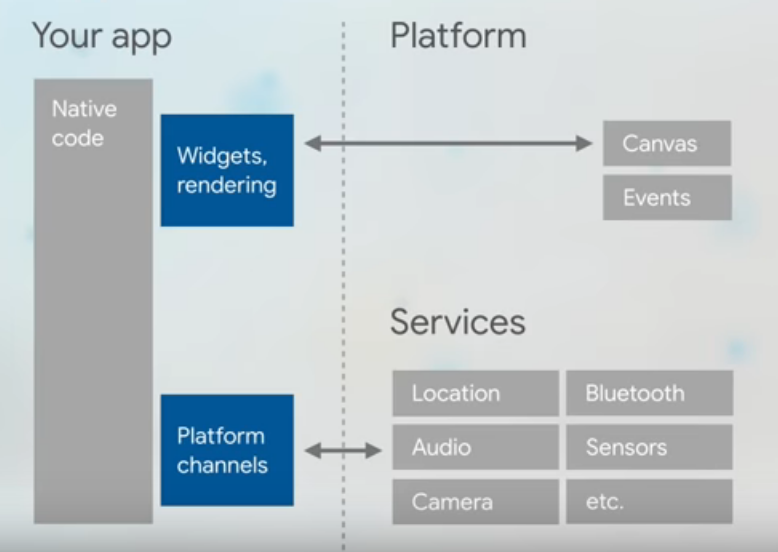 Your app
Platform
Native
code
Widgets,
rendering
Canvas
Events
Services
Platform
channels
Location
Bluetooth
Audio
Sensors
Camera
etc.